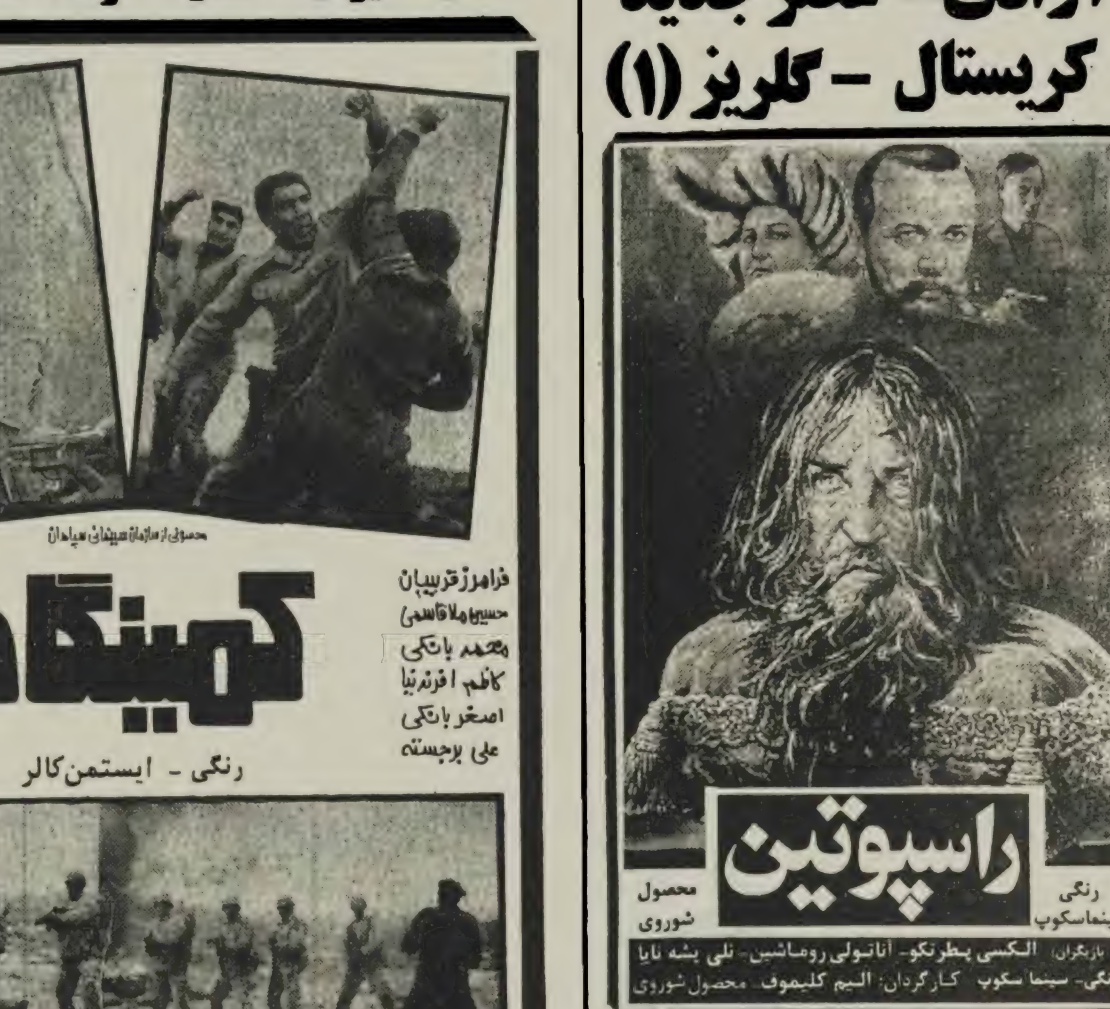 جدید
کریستال - گلریز (۱)
راسپوتین
رنگی
محصول
شوروی
بازیگران: الکسی پطرنکو- آناتولی روماشین- نلی پشه نایا
سینما سکوپ کارگردان: الیم کلیموف محصول شوروی
محصولی از سازمان سینمائی سپاهان
فرامرز قریبیان
حسین ملاقاسمی
محمد بانکی
کاظم افرندنیا
اصغر بانکی
علی برجسته
رنگی - ایستمن کالر